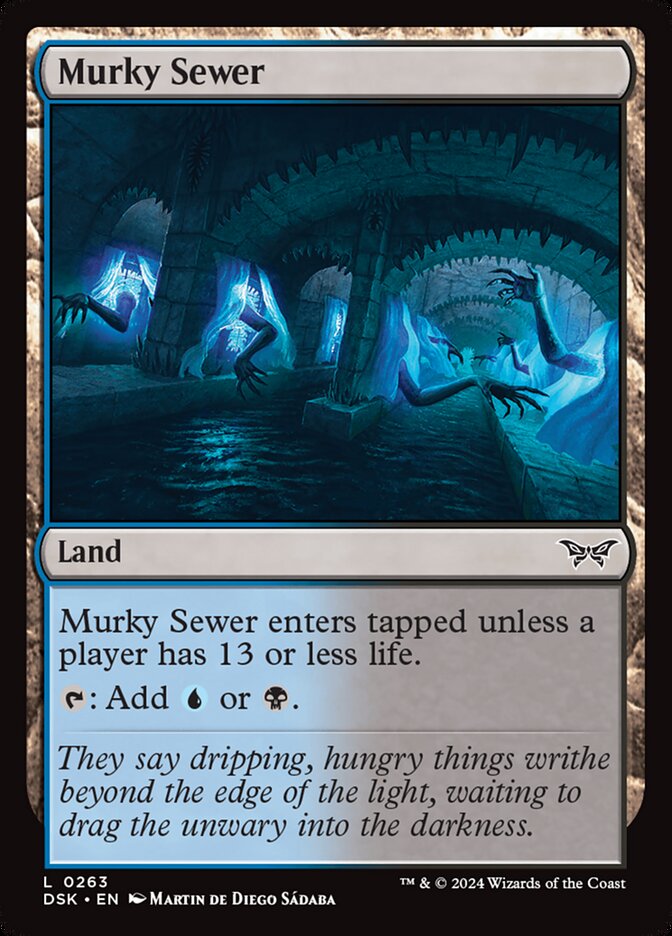 Murky Sewer
Land
Murky Sewer enters tapped unless a
player has 13 or less life.
: Add or .
They say dripping, hungry things writhe
beyond the edge of the light, waiting to
drag the unwary into the darkness.
L 0263
DSK • EN Martin de Diego Sádaba
™ & © 2024 Wizards of the Coast